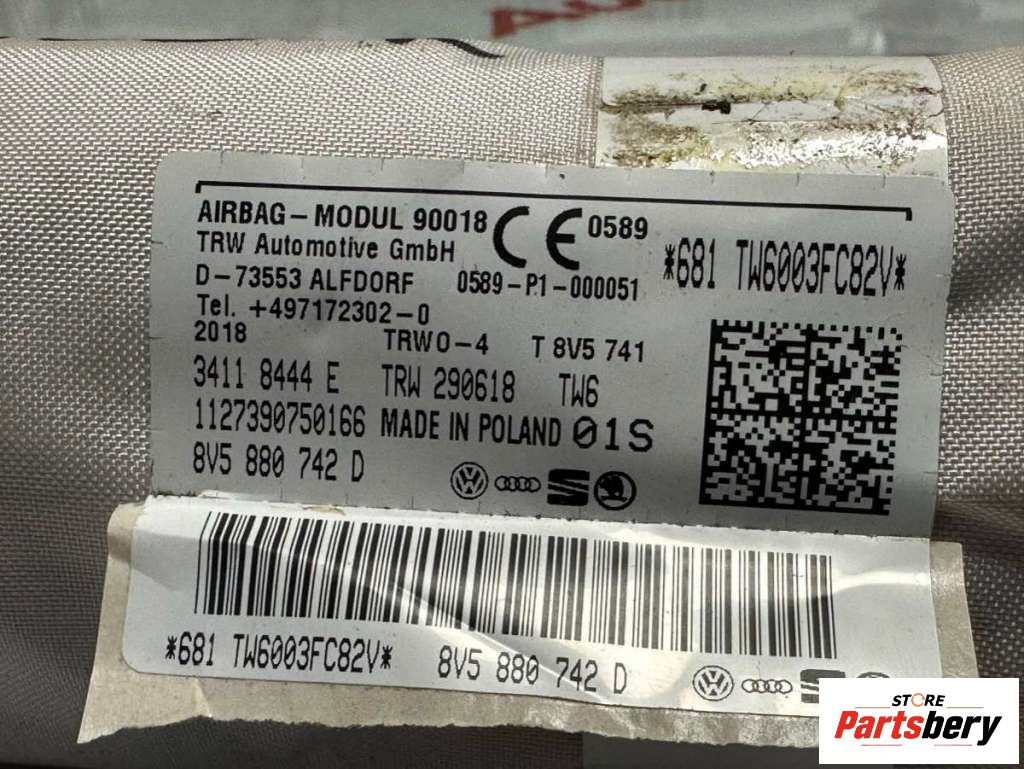 AIRBAG-MODUL 90018 CE 0589
TRW Automotive GmbH
D-73553 ALFDORF 0589-P1-000051
Tel. +497172302-0
2018 TRWO-4 T 8V5 741
3411 8444 E TRW 290618 TW6
1127390750166 MADE IN POLAND 01S
8V5 880 742 D
*681 TW6003FC82V*
*681 TW6003FC82V* 8V5 880 742 D
STORE
Partsbery